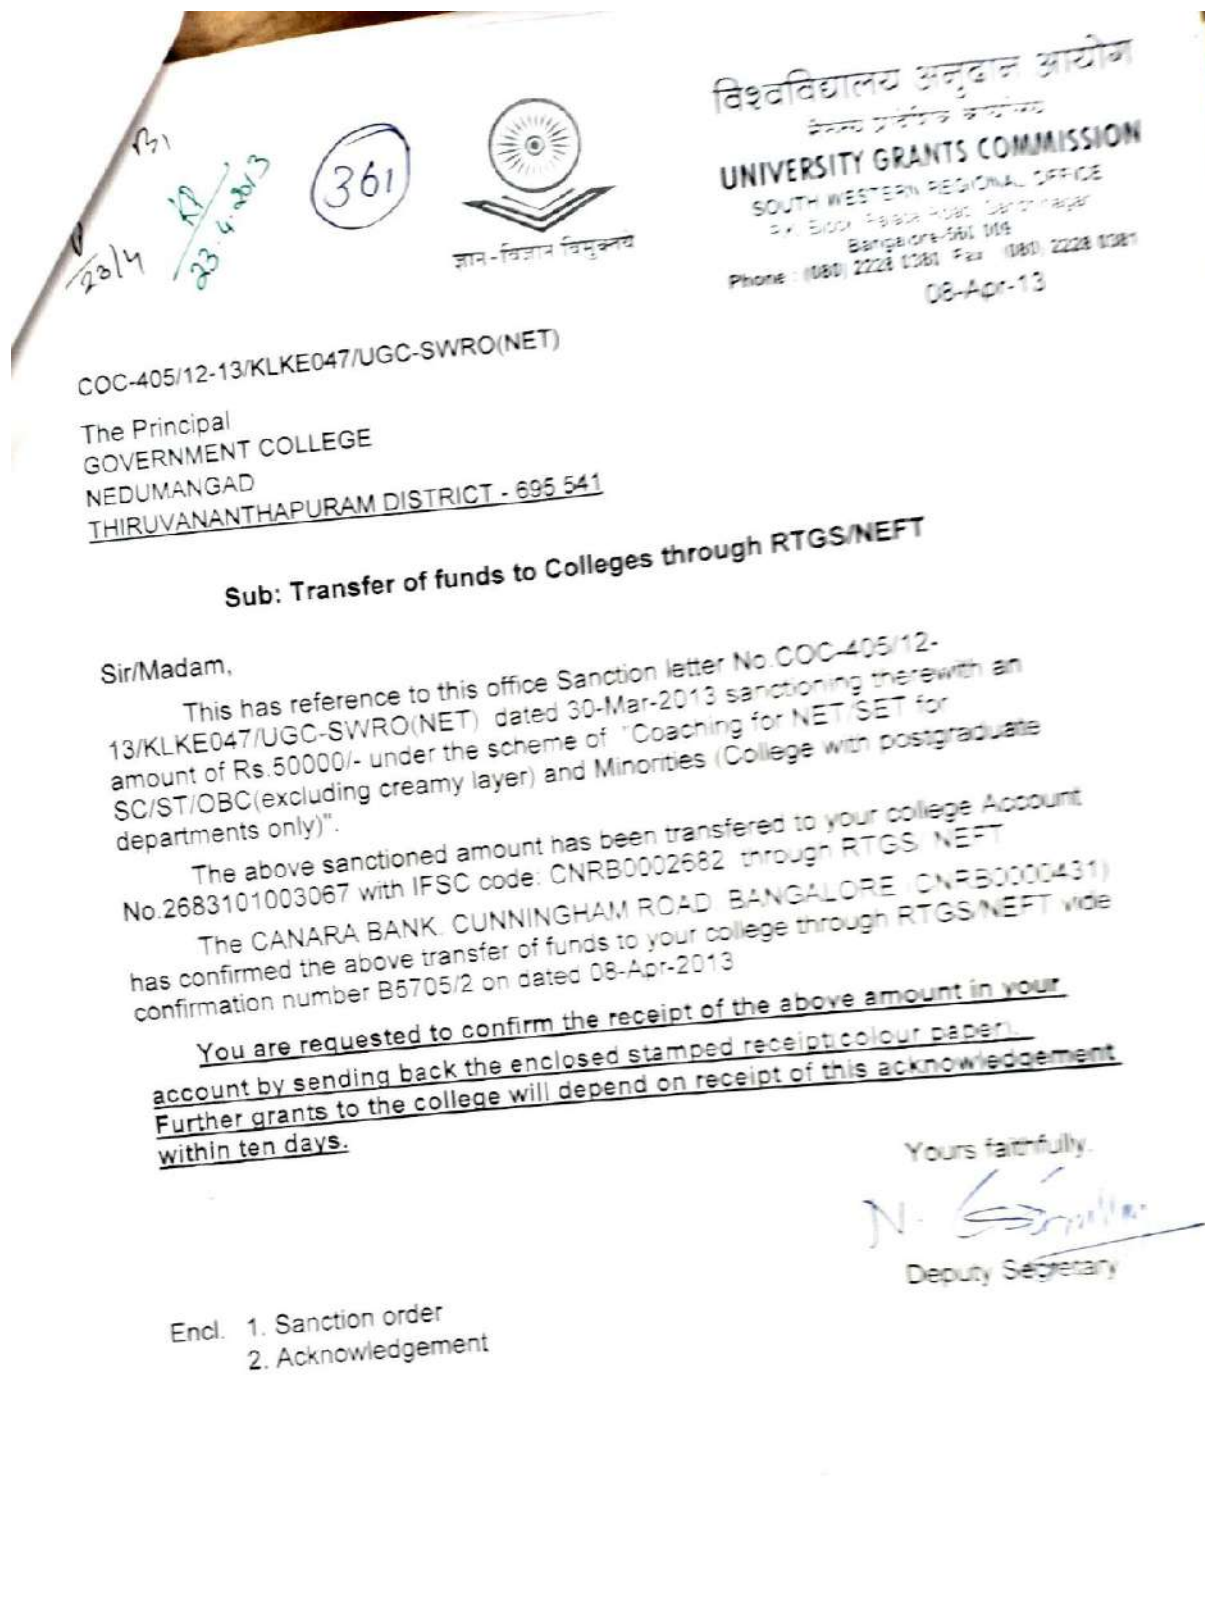 विश्वविद्यालय अनुदान आयोग
UNIVERSITY GRANTS COMMISSION
SOUTH WESTERN REGIONAL OFFICE
P.K. Block, Palace Road, Gandhinagar
Bangalore-560 009
Phone : (080) 2228 0381 Fax (080) 2228 0381
08-Apr-13
B1
361
23.4.2013
23/4
ज्ञान-विज्ञान विमुक्तये
COC-405/12-13/KLKE047/UGC-SWRO(NET)
The Principal
GOVERNMENT COLLEGE
NEDUMANGAD
THIRUVANANTHAPURAM DISTRICT - 695 541
Sub: Transfer of funds to Colleges through RTGS/NEFT
Sir/Madam,
This has reference to this office Sanction letter No.COC-405/12-
13/KLKE047/UGC-SWRO(NET) dated 30-Mar-2013 sanctioning therewith an
amount of Rs.50000/- under the scheme of "Coaching for NET/SET for
SC/ST/OBC(excluding creamy layer) and Minorities (College with postgraduate
departments only)".
The above sanctioned amount has been transfered to your college Account
No.2683101003067 with IFSC code: CNRB0002682 through RTGS/ NEFT
The CANARA BANK, CUNNINGHAM ROAD, BANGALORE (CNRB0000431)
has confirmed the above transfer of funds to your college through RTGS/NEFT vide
confirmation number B5705/2 on dated 08-Apr-2013
You are requested to confirm the receipt of the above amount in your
account by sending back the enclosed stamped receipt(colour paper).
Further grants to the college will depend on receipt of this acknowledgement
within ten days.
Yours faithfully,
Deputy Secretary
Encl. 1. Sanction order
2. Acknowledgement